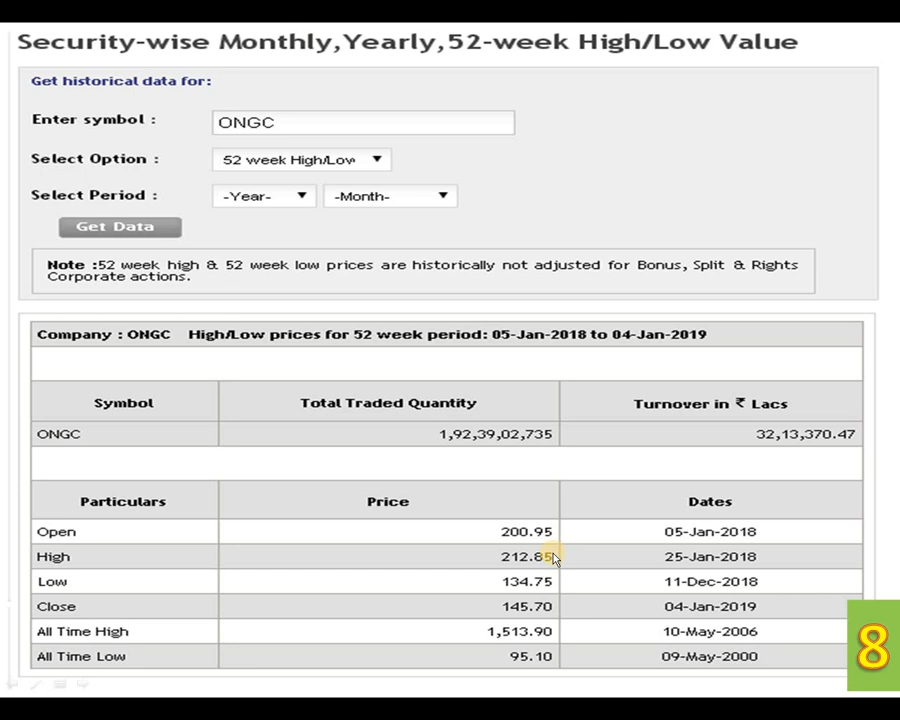 Security-wise Monthly,Yearly,52-week High/Low Value
Get historical data for:
Enter symbol : ONGC
Select Option : 52 week High/Low
Select Period : -Year- -Month-
Get Data
Note :52 week high & 52 week low prices are historically not adjusted for Bonus, Split & Rights
Corporate actions.
Company : ONGC High/Low prices for 52 week period: 05-Jan-2018 to 04-Jan-2019
Symbol Total Traded Quantity Turnover in ₹ Lacs
ONGC 1,92,39,02,735 32,13,370.47
Particulars Price Dates
Open 200.95 05-Jan-2018
High 212.85 25-Jan-2018
Low 134.75 11-Dec-2018
Close 145.70 04-Jan-2019
All Time High 1,513.90 10-May-2006
All Time Low 95.10 09-May-2000
8